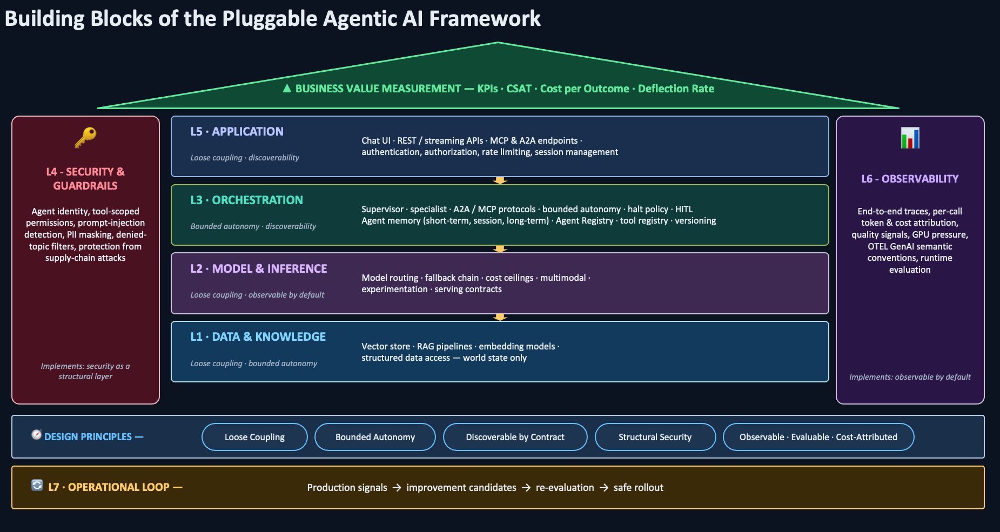 Building Blocks of the Pluggable Agentic AI Framework
▲ BUSINESS VALUE MEASUREMENT — KPIs · CSAT · Cost per Outcome · Deflection Rate
L4 - SECURITY &
GUARDRAILS
Agent identity, tool-scoped
permissions, prompt-injection
detection, PII masking, denied-
topic filters, protection from
supply-chain attacks
Implements: security as a
structural layer
L5 · APPLICATION
Loose coupling · discoverability
Chat UI · REST / streaming APIs · MCP & A2A endpoints ·
authentication, authorization, rate limiting, session management
L3 · ORCHESTRATION
Bounded autonomy · discoverability
Supervisor · specialist · A2A / MCP protocols · bounded autonomy · halt policy · HITL
Agent memory (short-term, session, long-term) · Agent Registry · tool registry · versioning
L2 · MODEL & INFERENCE
Loose coupling · observable by default
Model routing · fallback chain · cost ceilings · multimodal ·
experimentation · serving contracts
L1 · DATA & KNOWLEDGE
Loose coupling · bounded autonomy
Vector store · RAG pipelines · embedding models ·
structured data access — world state only
L6 - OBSERVABILITY
End-to-end traces, per-call
token & cost attribution,
quality signals, GPU pressure,
OTEL GenAI semantic
conventions, runtime
evaluation
Implements: observable by default
DESIGN PRINCIPLES —
Loose Coupling
Bounded Autonomy
Discoverable by Contract
Structural Security
Observable · Evaluable · Cost-Attributed
L7 · OPERATIONAL LOOP —
Production signals → improvement candidates → re-evaluation → safe rollout